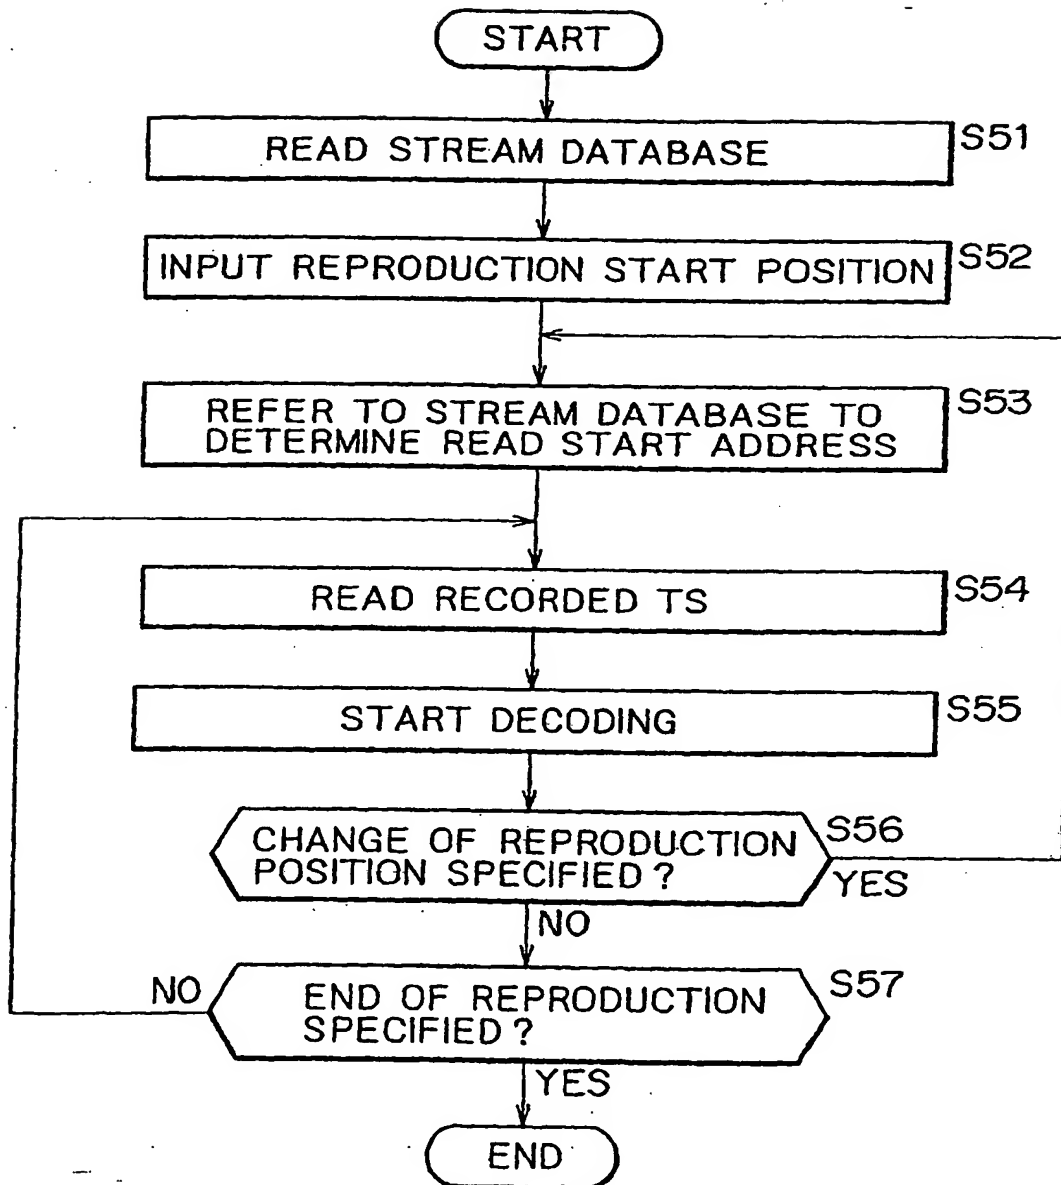 START
READ STREAM DATABASE
S51
INPUT REPRODUCTION START POSITION
S52
REFER TO STREAM DATABASE TO
DETERMINE READ START ADDRESS
S53
READ RECORDED TS
S54
START DECODING
S55
CHANGE OF REPRODUCTION
POSITION SPECIFIED?
S56
YES
NO
END OF REPRODUCTION
SPECIFIED?
S57
NO
YES
END